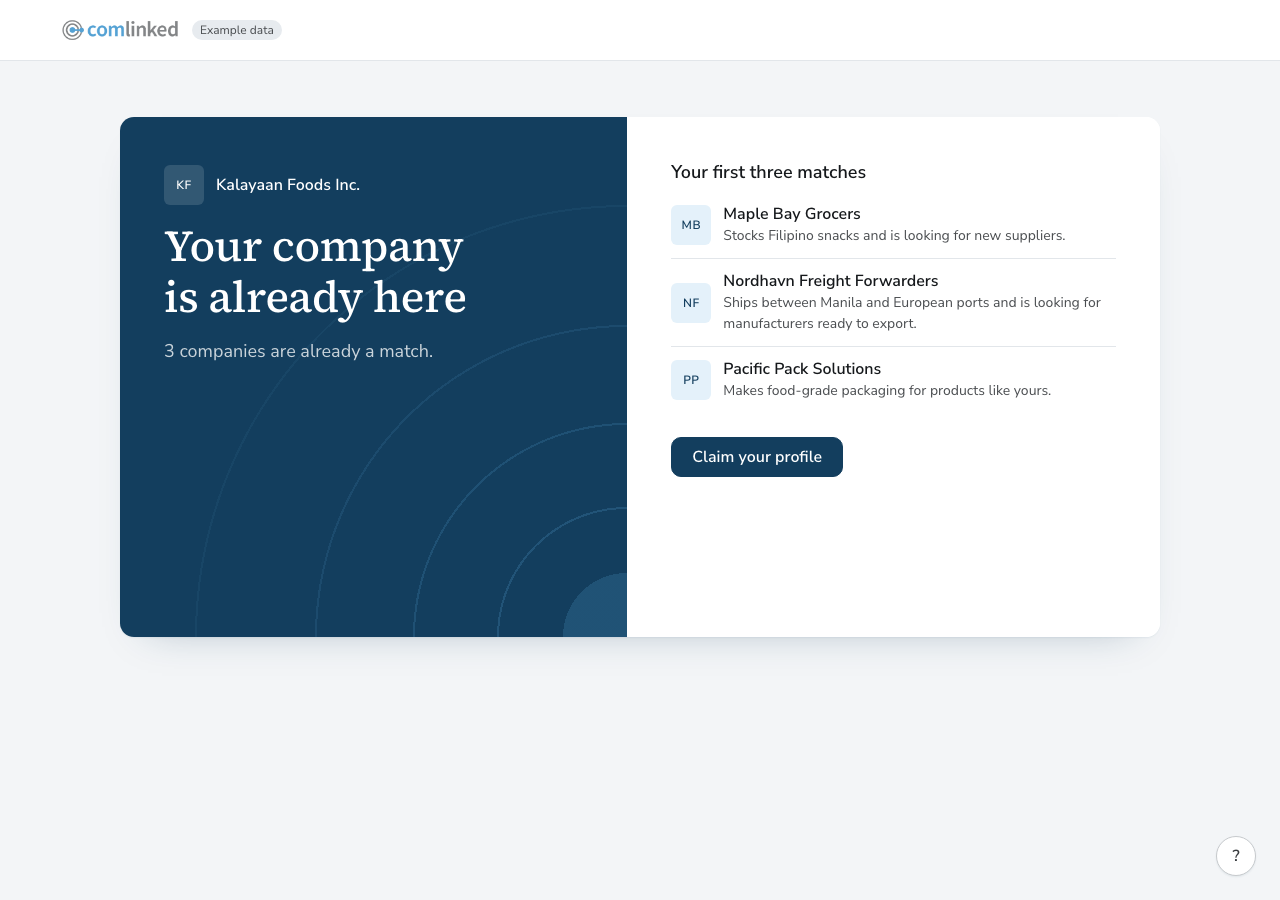 comlinked
Example data
KF
Kalayaan Foods Inc.
Your company
is already here
3 companies are already a match.
Your first three matches
MB
Maple Bay Grocers
Stocks Filipino snacks and is looking for new suppliers.
NF
Nordhavn Freight Forwarders
Ships between Manila and European ports and is looking for
manufacturers ready to export.
PP
Pacific Pack Solutions
Makes food-grade packaging for products like yours.
Claim your profile
?